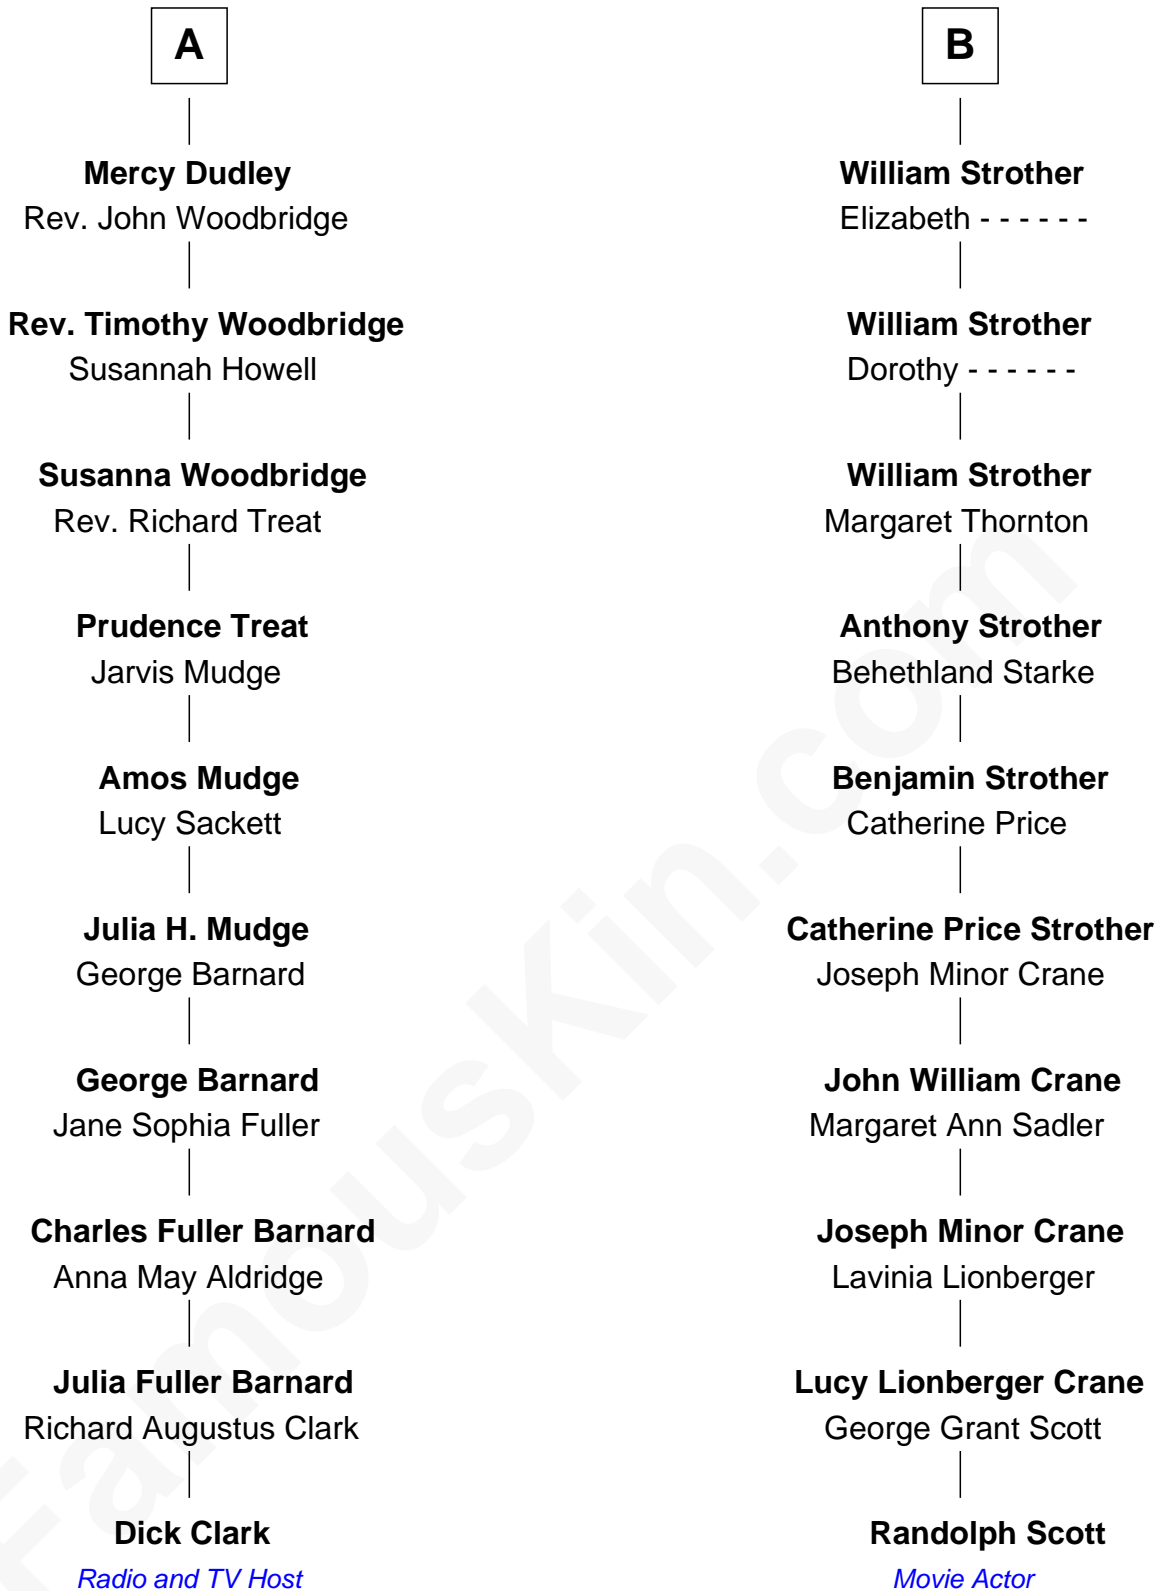 A
Mercy Dudley
Rev. John Woodbridge
Rev. Timothy Woodbridge
Susannah Howell
Susanna Woodbridge
Rev. Richard Treat
Prudence Treat
Jarvis Mudge
Amos Mudge
Lucy Sackett
Julia H. Mudge
George Barnard
George Barnard
Jane Sophia Fuller
Charles Fuller Barnard
Anna May Aldridge
Julia Fuller Barnard
Richard Augustus Clark
Dick Clark
Radio and TV Host
B
William Strother
Elizabeth - - - - - -
William Strother
Dorothy - - - - - -
William Strother
Margaret Thornton
Anthony Strother
Behethland Starke
Benjamin Strother
Catherine Price
Catherine Price Strother
Joseph Minor Crane
John William Crane
Margaret Ann Sadler
Joseph Minor Crane
Lavinia Lionberger
Lucy Lionberger Crane
George Grant Scott
Randolph Scott
Movie Actor
FamousKin.com